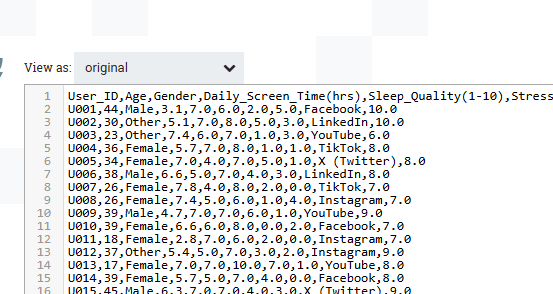 View as: original
1 User_ID,Age,Gender,Daily_Screen_Time(hrs),Sleep_Quality(1-10),Stress
2 U001,44,Male,3.1,7.0,6.0,2.0,5.0,Facebook,10.0
3 U002,30,Other,5.1,7.0,8.0,5.0,3.0,LinkedIn,10.0
4 U003,23,Other,7.4,6.0,7.0,1.0,3.0,YouTube,6.0
5 U004,36,Female,5.7,7.0,8.0,1.0,1.0,TikTok,8.0
6 U005,34,Female,7.0,4.0,7.0,5.0,1.0,X (Twitter),8.0
7 U006,38,Male,6.6,5.0,7.0,4.0,3.0,LinkedIn,8.0
8 U007,26,Female,7.8,4.0,8.0,2.0,0.0,TikTok,7.0
9 U008,26,Female,7.4,5.0,6.0,1.0,4.0,Instagram,7.0
10 U009,39,Male,4.7,7.0,7.0,6.0,1.0,YouTube,9.0
11 U010,39,Female,6.6,6.0,8.0,0.0,2.0,Facebook,7.0
12 U011,18,Female,2.8,7.0,6.0,2.0,0.0,Instagram,7.0
13 U012,37,Other,5.4,5.0,7.0,3.0,2.0,Instagram,9.0
14 U013,17,Female,7.0,7.0,10.0,7.0,1.0,YouTube,8.0
15 U014,39,Female,5.7,5.0,7.0,4.0,0.0,Facebook,8.0
16 U015,45,Male,6.3,7.0,7.0,4.0,3.0,X (Twitter),9.0